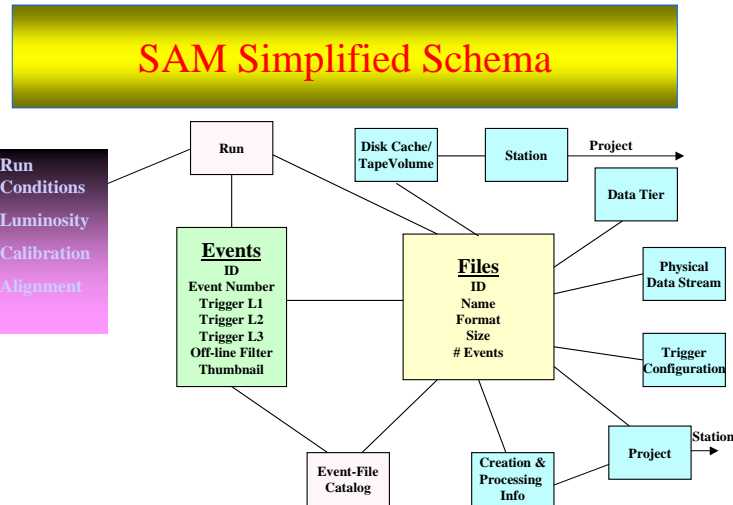 SAM Simplified Schema
Run
Conditions
Luminosity
Calibration
Alignment
Run
Disk Cache/
TapeVolume
Station
Project
Data Tier
Events
ID
Event Number
Trigger L1
Trigger L2
Trigger L3
Off-line Filter
Thumbnail
Files
ID
Name
Format
Size
# Events
Physical
Data Stream
Trigger
Configuration
Project
Station
Event-File
Catalog
Creation &
Processing
Info